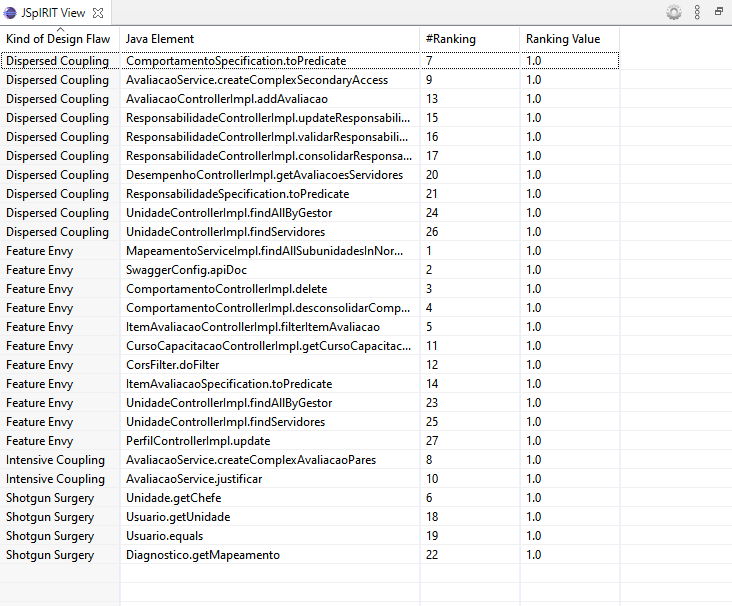 JSpIRIT View
Kind of Design Flaw Java Element #Ranking Ranking Value
Dispersed Coupling ComportamentoSpecification.toPredicate 7 1.0
Dispersed Coupling AvaliacaoService.createComplexSecondaryAccess 9 1.0
Dispersed Coupling AvaliacaoControllerImpl.addAvaliacao 13 1.0
Dispersed Coupling ResponsabilidadeControllerImpl.updateResponsabili... 15 1.0
Dispersed Coupling ResponsabilidadeControllerImpl.validarResponsabili... 16 1.0
Dispersed Coupling ResponsabilidadeControllerImpl.consolidarResponsa... 17 1.0
Dispersed Coupling DesempenhoControllerImpl.getAvaliacoesServidores 20 1.0
Dispersed Coupling ResponsabilidadeSpecification.toPredicate 21 1.0
Dispersed Coupling UnidadeControllerImpl.findAllByGestor 24 1.0
Dispersed Coupling UnidadeControllerImpl.findServidores 26 1.0
Feature Envy MapeamentoServiceImpl.findAllSubunidadesInNor... 1 1.0
Feature Envy SwaggerConfig.apiDoc 2 1.0
Feature Envy ComportamentoControllerImpl.delete 3 1.0
Feature Envy ComportamentoControllerImpl.desconsolidarComp... 4 1.0
Feature Envy ItemAvaliacaoControllerImpl.filterItemAvaliacao 5 1.0
Feature Envy CursoCapacitacaoControllerImpl.getCursoCapacitac... 11 1.0
Feature Envy CorsFilter.doFilter 12 1.0
Feature Envy ItemAvaliacaoSpecification.toPredicate 14 1.0
Feature Envy UnidadeControllerImpl.findAllByGestor 23 1.0
Feature Envy UnidadeControllerImpl.findServidores 25 1.0
Feature Envy PerfilControllerImpl.update 27 1.0
Intensive Coupling AvaliacaoService.createComplexAvaliacaoPares 8 1.0
Intensive Coupling AvaliacaoService.justificar 10 1.0
Shotgun Surgery Unidade.getChefe 6 1.0
Shotgun Surgery Usuario.getUnidade 18 1.0
Shotgun Surgery Usuario.equals 19 1.0
Shotgun Surgery Diagnostico.getMapeamento 22 1.0